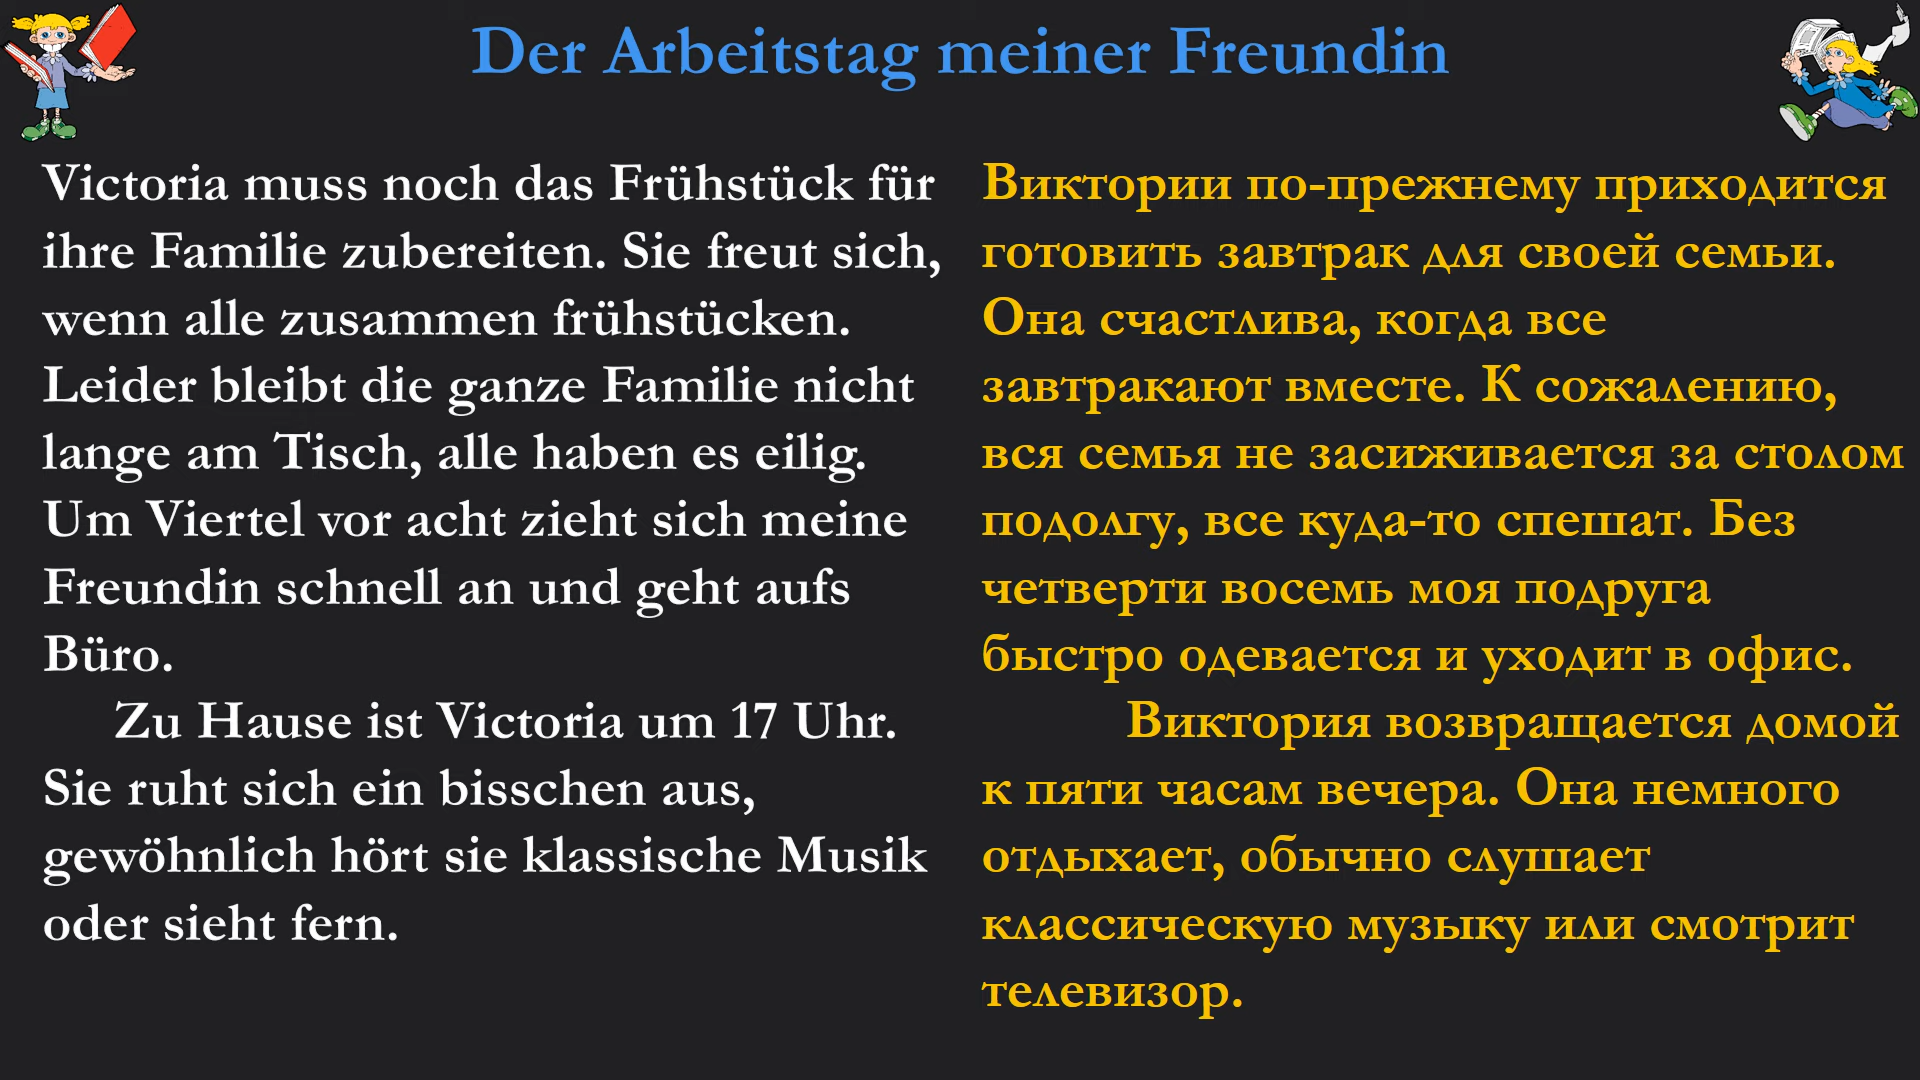 Der Arbeitstag meiner Freundin
Victoria muss noch das Frühstück für
ihre Familie zubereiten. Sie freut sich,
wenn alle zusammen frühstücken.
Leider bleibt die ganze Familie nicht
lange am Tisch, alle haben es eilig.
Um Viertel vor acht zieht sich meine
Freundin schnell an und geht aufs
Büro.
Zu Hause ist Victoria um 17 Uhr.
Sie ruht sich ein bisschen aus,
gewöhnlich hört sie klassische Musik
oder sieht fern.
Виктории по-прежнему приходится
готовить завтрак для своей семьи.
Она счастлива, когда все
завтракают вместе. К сожалению,
вся семья не засиживается за столом
подолгу, все куда-то спешат. Без
четверти восемь моя подруга
быстро одевается и уходит в офис.
Виктория возвращается домой
к пяти часам вечера. Она немного
отдыхает, обычно слушает
классическую музыку или смотрит
телевизор.